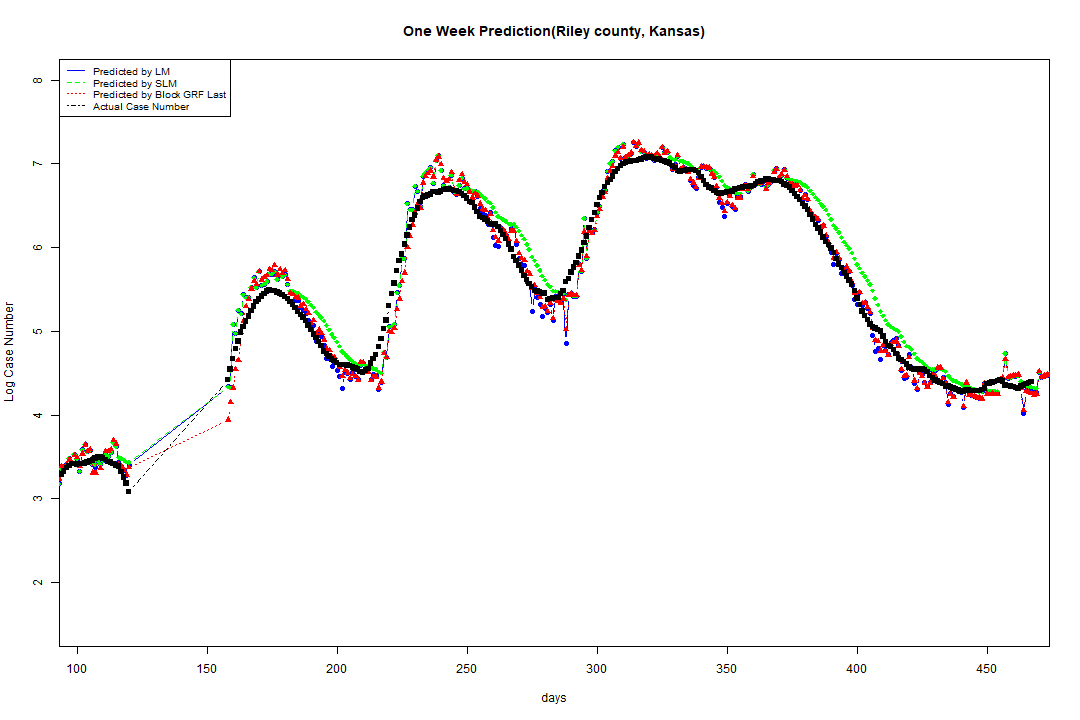 One Week Prediction(Riley county, Kansas)
Predicted by LM
Predicted by SLM
Predicted by Block GRF Last
Actual Case Number
8
7
6
5
4
3
2
Log Case Number
100 150 200 250 300 350 400 450
days